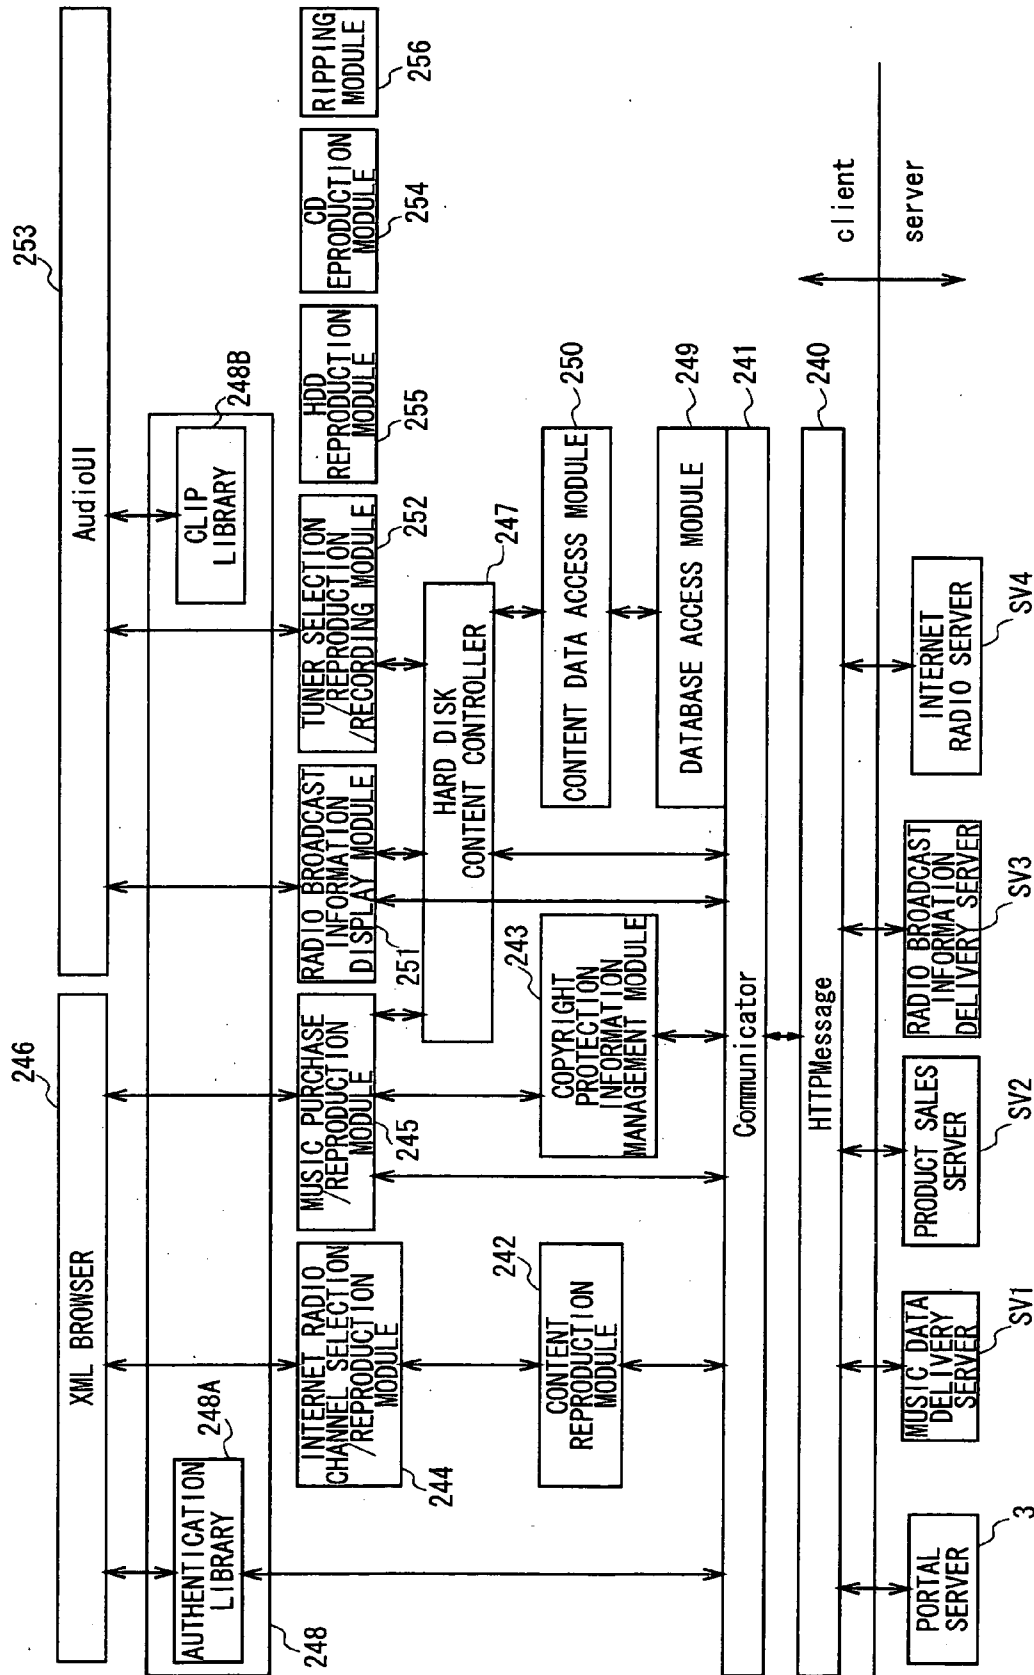 246
XML BROWSER
253
AudioUI
AUTHENTICATION
LIBRARY
248A
248
CLIP
LIBRARY
248B
INTERNET RADIO
CHANNEL SELECTION
/REPRODUCTION
MODULE
244
MUSIC PURCHASE
/REPRODUCTION
MODULE
245
RADIO BROADCAST
INFORMATION
DISPLAY MODULE
251
TUNER SELECTION
/REPRODUCTION
/RECORDING MODULE
252
HDD
REPRODUCTION
MODULE
255
CD
EPRODUCTION
MODULE
254
RIPPING
MODULE
256
HARD DISK
CONTENT CONTROLLER
247
CONTENT
REPRODUCTION
MODULE
242
COPYRIGHT
PROTECTION
INFORMATION
MANAGEMENT MODULE
243
CONTENT DATA ACCESS MODULE
250
DATABASE ACCESS MODULE
249
Communicator
241
HTTPMessage
240
client
server
PORTAL
SERVER
3
MUSIC DATA
DELIVERY
SERVER
SV1
PRODUCT SALES
SERVER
SV2
RADIO BROADCAST
INFORMATION
DELIVERY SERVER
SV3
INTERNET
RADIO SERVER
SV4